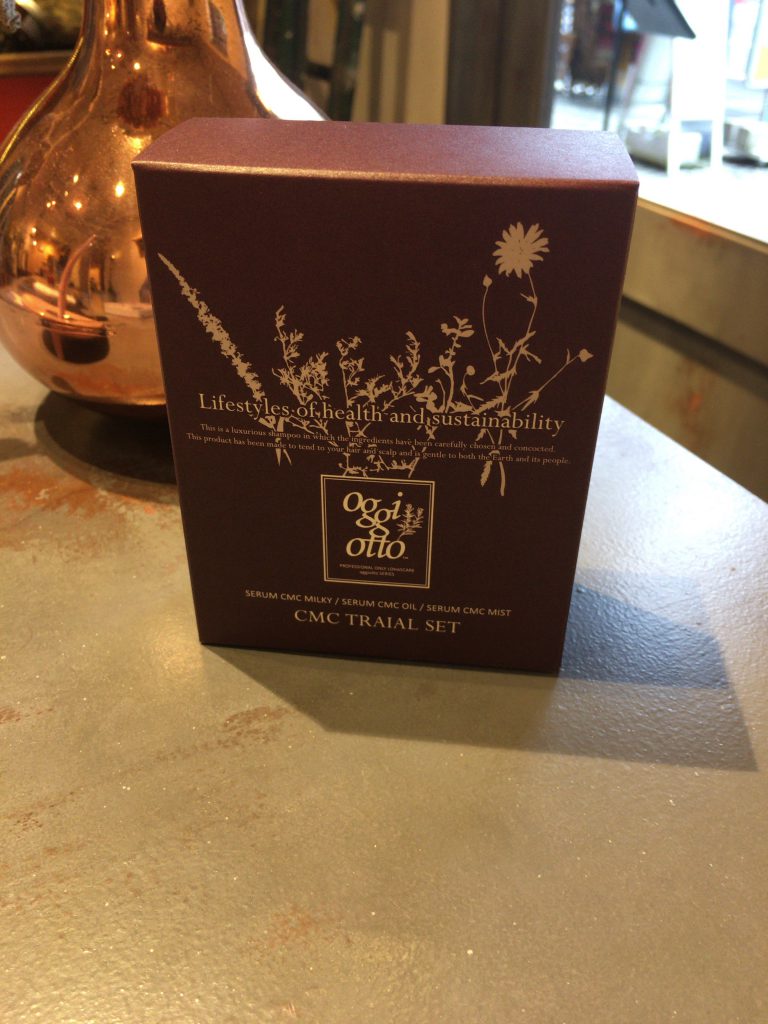 Lifestyles of health and sustainability
This is a luxurious shampoo in which the ingredients have been carefully chosen and concocted.
This product has been made to tend to your hair and scalp and is gentle to both the Earth and its people.
oggi
otto™
PROFESSIONAL ONLY LOHASCARE
oggiotto SERIES
SERUM CMC MILKY / SERUM CMC OIL / SERUM CMC MIST
CMC TRAIAL SET